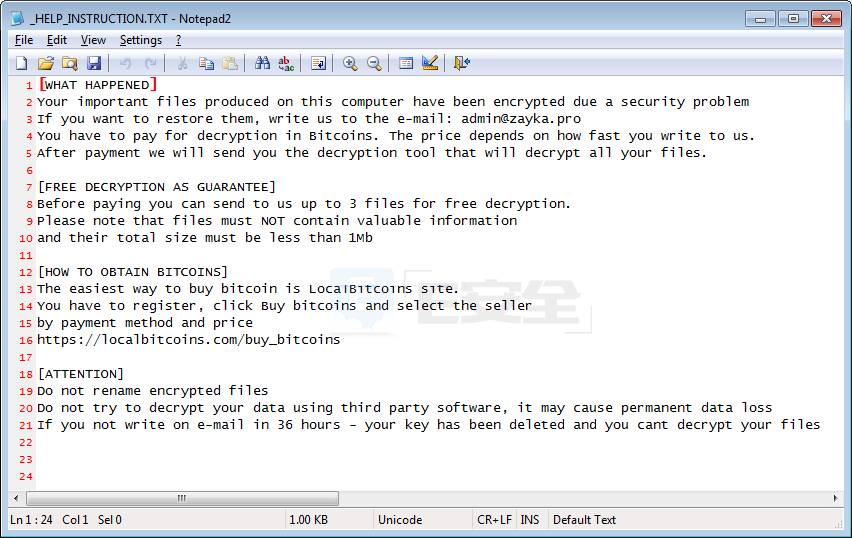 _HELP_INSTRUCTION.TXT - Notepad2
File Edit View Settings ?
1 [WHAT HAPPENED]
2 Your important files produced on this computer have been encrypted due a security problem
3 If you want to restore them, write us to the e-mail: admin@zayka.pro
4 You have to pay for decryption in Bitcoins. The price depends on how fast you write to us.
5 After payment we will send you the decryption tool that will decrypt all your files.
6
7 [FREE DECRYPTION AS GUARANTEE]
8 Before paying you can send to us up to 3 files for free decryption.
9 Please note that files must NOT contain valuable information
10 and their total size must be less than 1Mb
11
12 [HOW TO OBTAIN BITCOINS]
13 The easiest way to buy bitcoin is LocalBitcoins site.
14 You have to register, click Buy bitcoins and select the seller
15 by payment method and price
16 https://localbitcoins.com/buy_bitcoins
17
18 [ATTENTION]
19 Do not rename encrypted files
20 Do not try to decrypt your data using third party software, it may cause permanent data loss
21 If you not write on e-mail in 36 hours - your key has been deleted and you cant decrypt your files
22
23
24
E安全
Ln 1 : 24 Col 1 Sel 0 1.00 KB Unicode CR+LF INS Default Text